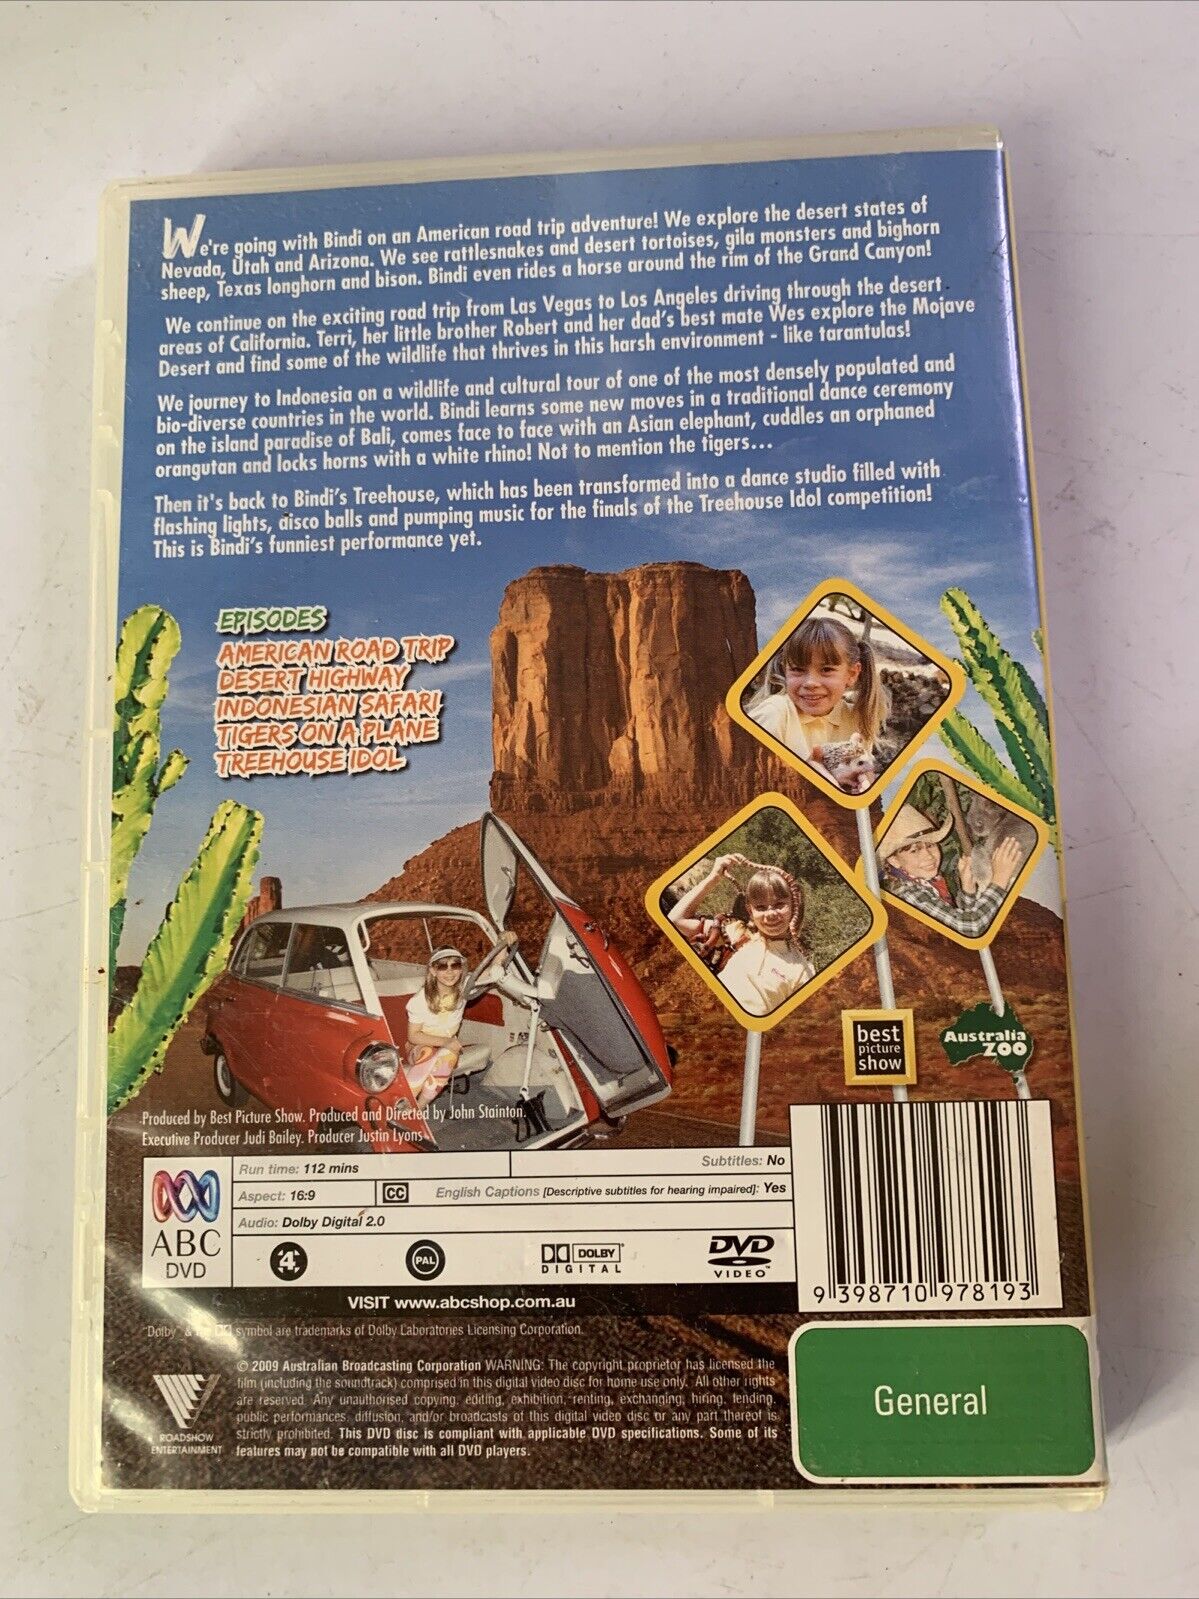 We're going with Bindi on an American road trip adventure! We explore the desert states of
Nevada, Utah and Arizona. We see rattlesnakes and desert tortoises, gila monsters and bighorn
sheep, Texas longhorn and bison. Bindi even rides a horse around the rim of the Grand Canyon!
We continue on the exciting road trip from Las Vegas to Los Angeles driving through the desert
areas of California. Terri, her little brother Robert and her dad's best mate Wes explore the Mojave
Desert and find some of the wildlife that thrives in this harsh environment - like tarantulas!
We journey to Indonesia on a wildlife and cultural tour of one of the most densely populated and
bio-diverse countries in the world. Bindi learns some new moves in a traditional dance ceremony
on the island paradise of Bali, comes face to face with an Asian elephant, cuddles an orphaned
orangutan and locks horns with a white rhino! Not to mention the tigers...
Then it's back to Bindi's Treehouse, which has been transformed into a dance studio filled with
flashing lights, disco balls and pumping music for the finals of the Treehouse Idol competition!
This is Bindi's funniest performance yet.
EPISODES
AMERICAN ROAD TRIP
DESERT HIGHWAY
INDONESIAN SAFARI
TIGERS ON A PLANE
TREEHOUSE IDOL
best
picture
show
Australia
ZOO
Produced by Best Picture Show. Produced and Directed by John Stainton.
Executive Producer Judi Bailey. Producer Justin Lyons
ABC
DVD
Run time: 112 mins
Subtitles: No
Aspect: 16:9
CC
English Captions [Descriptive subtitles for hearing impaired]: Yes
Audio: Dolby Digital 2.0
4
PAL
DOLBY
DIGITAL
DVD
VIDEO™
9 398710 978193
VISIT www.abcshop.com.au
"Dolby" & the symbol are trademarks of Dolby Laboratories Licensing Corporation.
ROADSHOW
ENTERTAINMENT
© 2009 Australian Broadcasting Corporation WARNING: The copyright proprietor has licensed the
film (including the soundtrack) comprised in this digital video disc for home use only. All other rights
are reserved. Any unauthorised copying, editing, exhibition, renting, exchanging, hiring, lending,
public performances, diffusion, and/or broadcasts of this digital video disc or any part thereof is
strictly prohibited. This DVD disc is compliant with applicable DVD specifications. Some of its
features may not be compatible with all DVD players.
General